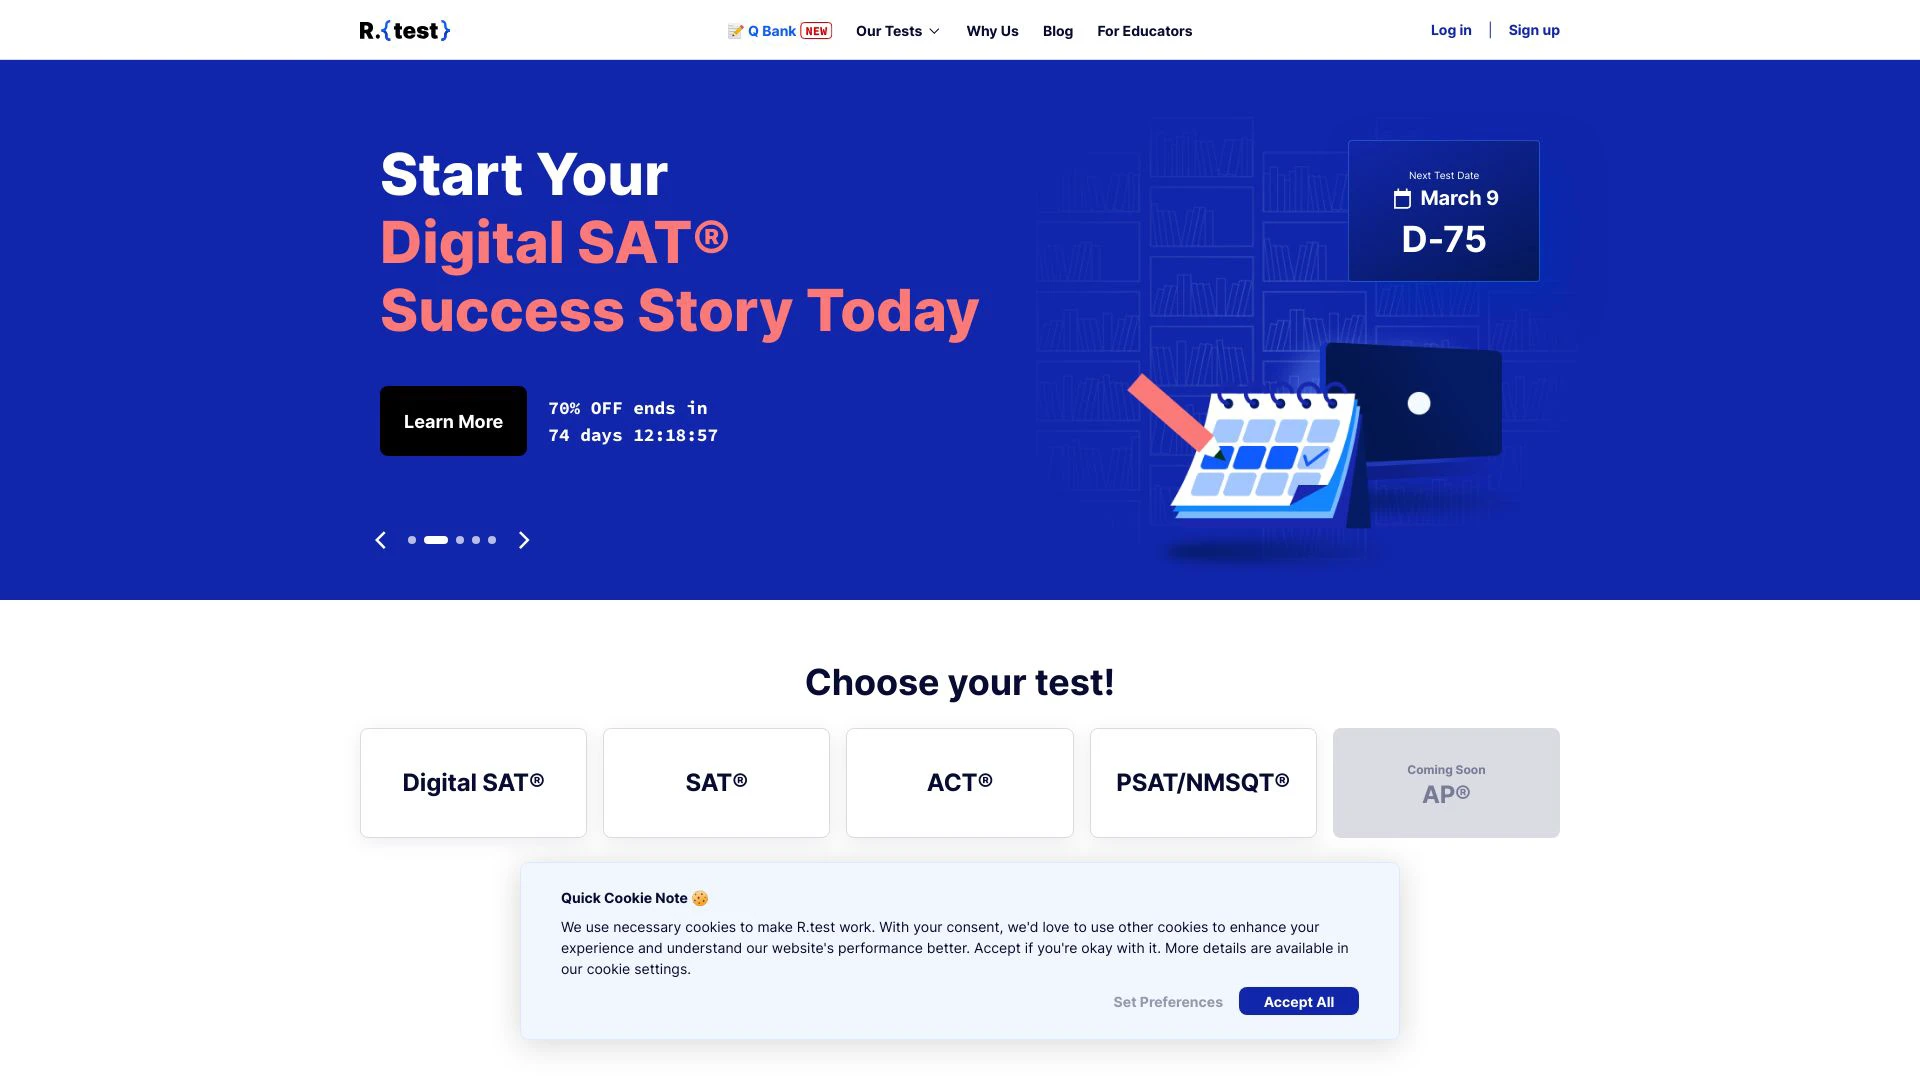 R.{test}
📝 Q Bank NEW
Our Tests
Why Us
Blog
For Educators
Log in | Sign up
Start Your
Digital SAT®
Success Story Today
Learn More
70% OFF ends in
74 days 12:18:57
Next Test Date
March 9
D-75
Choose your test!
Digital SAT®
SAT®
ACT®
PSAT/NMSQT®
Coming Soon
AP®
Quick Cookie Note 🍪
We use necessary cookies to make R.test work. With your consent, we'd love to use other cookies to enhance your
experience and understand our website's performance better. Accept if you're okay with it. More details are available in
our cookie settings.
Set Preferences
Accept All